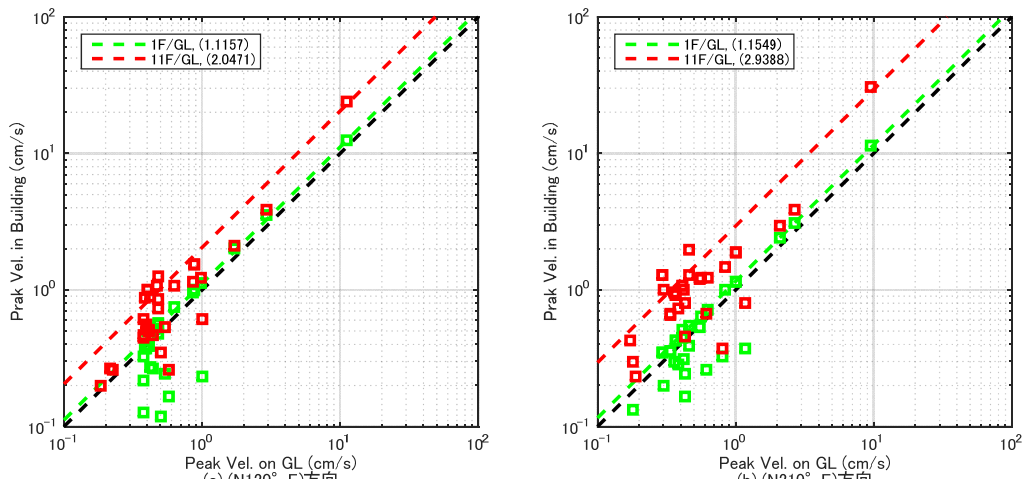 10²
1F/GL, (1.1157)
11F/GL, (2.0471)
10¹
10⁰
10⁻¹
Prak Vel. in Building (cm/s)
10⁻¹ 10⁰ 10¹ 10²
Peak Vel. on GL (cm/s)
10²
1F/GL, (1.1549)
11F/GL, (2.9388)
10¹
10⁰
10⁻¹
Prak Vel. in Building (cm/s)
10⁻¹ 10⁰ 10¹ 10²
Peak Vel. on GL (cm/s)